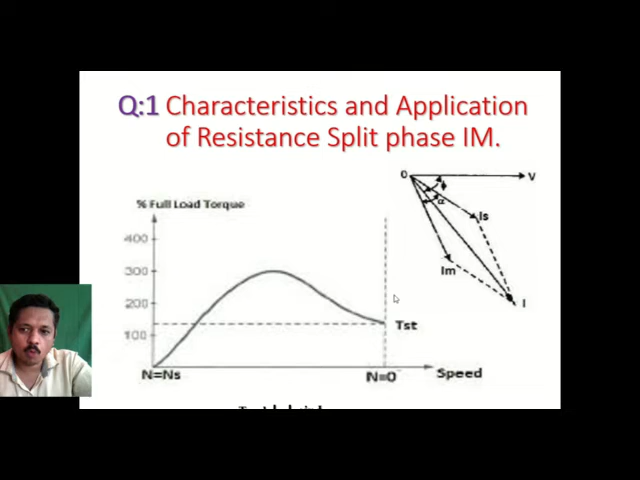 Q:1 Characteristics and Application
of Resistance Split phase IM.
% Full Load Torque
400
300
200
100
N=Ns
N=0
Speed
Tst
O
V
ϕ
α
Is
Im
I